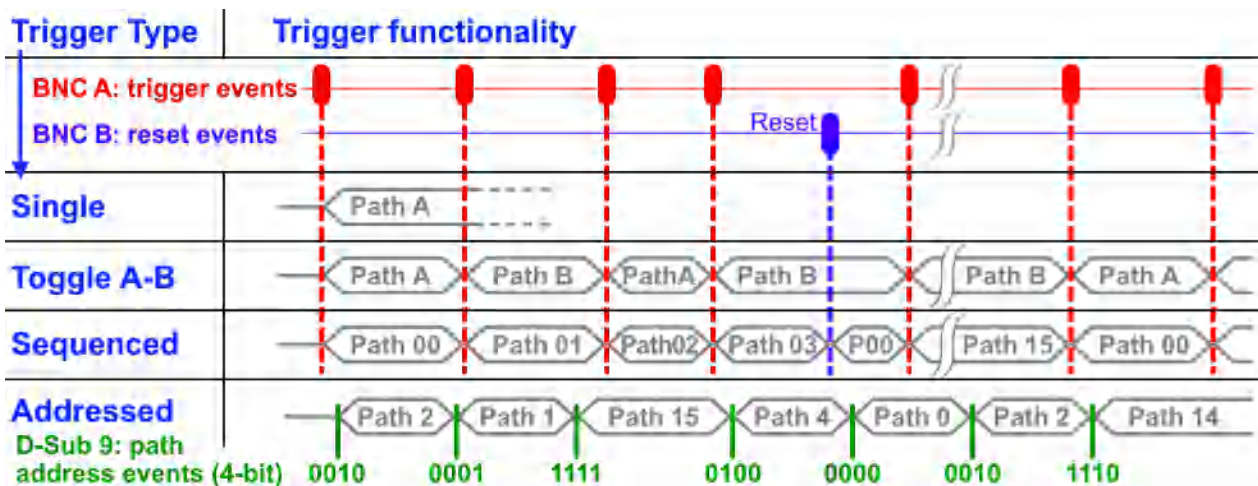 Trigger Type Trigger functionality
BNC A: trigger events
BNC B: reset events Reset
Single Path A
Toggle A-B Path A Path B PathA Path B Path B Path A
Sequenced Path 00 Path 01 Path02 Path 03 P00 Path 15 Path 00
Addressed Path 2 Path 1 Path 15 Path 4 Path 0 Path 2 Path 14
D-Sub 9: path
address events (4-bit) 0010 0001 1111 0100 0000 0010 1110